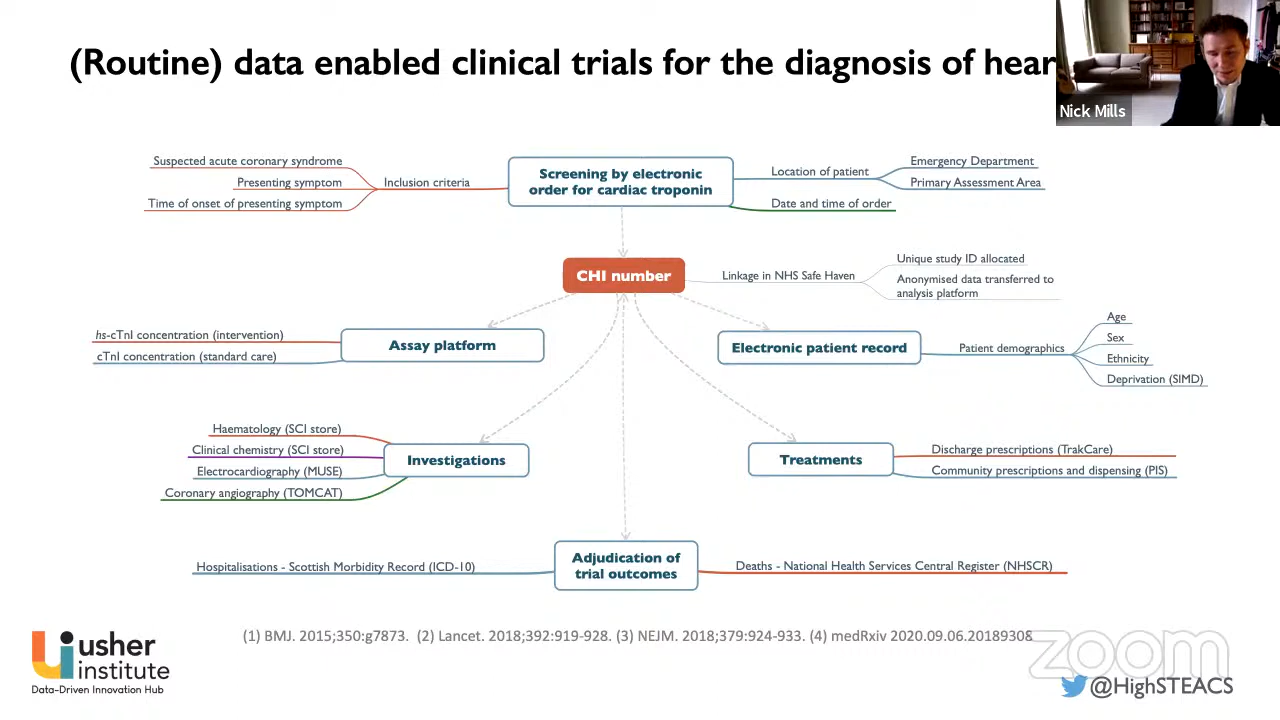 (Routine) data enabled clinical trials for the diagnosis of hear
Nick Mills
Suspected acute coronary syndrome
Presenting symptom
Time of onset of presenting symptom
Inclusion criteria
Screening by electronic
order for cardiac troponin
Location of patient
Emergency Department
Primary Assessment Area
Date and time of order
CHI number
Linkage in NHS Safe Haven
Unique study ID allocated
Anonymised data transferred to
analysis platform
hs-cTnI concentration (intervention)
cTnI concentration (standard care)
Assay platform
Electronic patient record
Patient demographics
Age
Sex
Ethnicity
Deprivation (SIMD)
Haematology (SCI store)
Clinical chemistry (SCI store)
Electrocardiography (MUSE)
Coronary angiography (TOMCAT)
Investigations
Treatments
Discharge prescriptions (TrakCare)
Community prescriptions and dispensing (PIS)
Hospitalisations - Scottish Morbidity Record (ICD-10)
Adjudication of
trial outcomes
Deaths - National Health Services Central Register (NHSCR)
(1) BMJ. 2015;350:g7873. (2) Lancet. 2018;392:919-928. (3) NEJM. 2018;379:924-933. (4) medRxiv 2020.09.06.20189308
usher
institute
Data-Driven Innovation Hub
zoom
@HighSTEACS